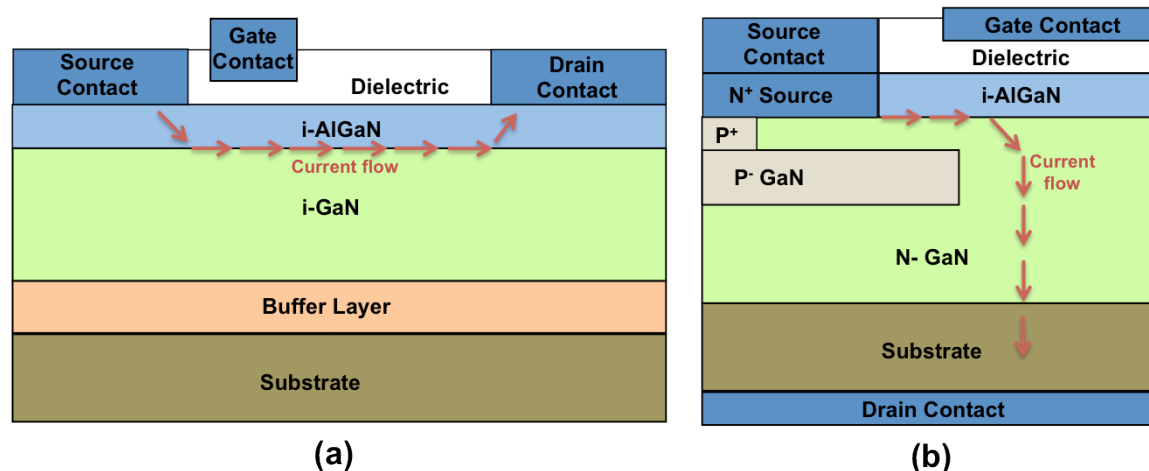 Gate
Contact
Source
Contact
Dielectric
Drain
Contact
i-AlGaN
Current flow
i-GaN
Buffer Layer
Substrate
(a)
Source
Contact
Gate Contact
Dielectric
N+ Source
i-AlGaN
P+
P- GaN
Current
flow
N- GaN
Substrate
Drain Contact
(b)